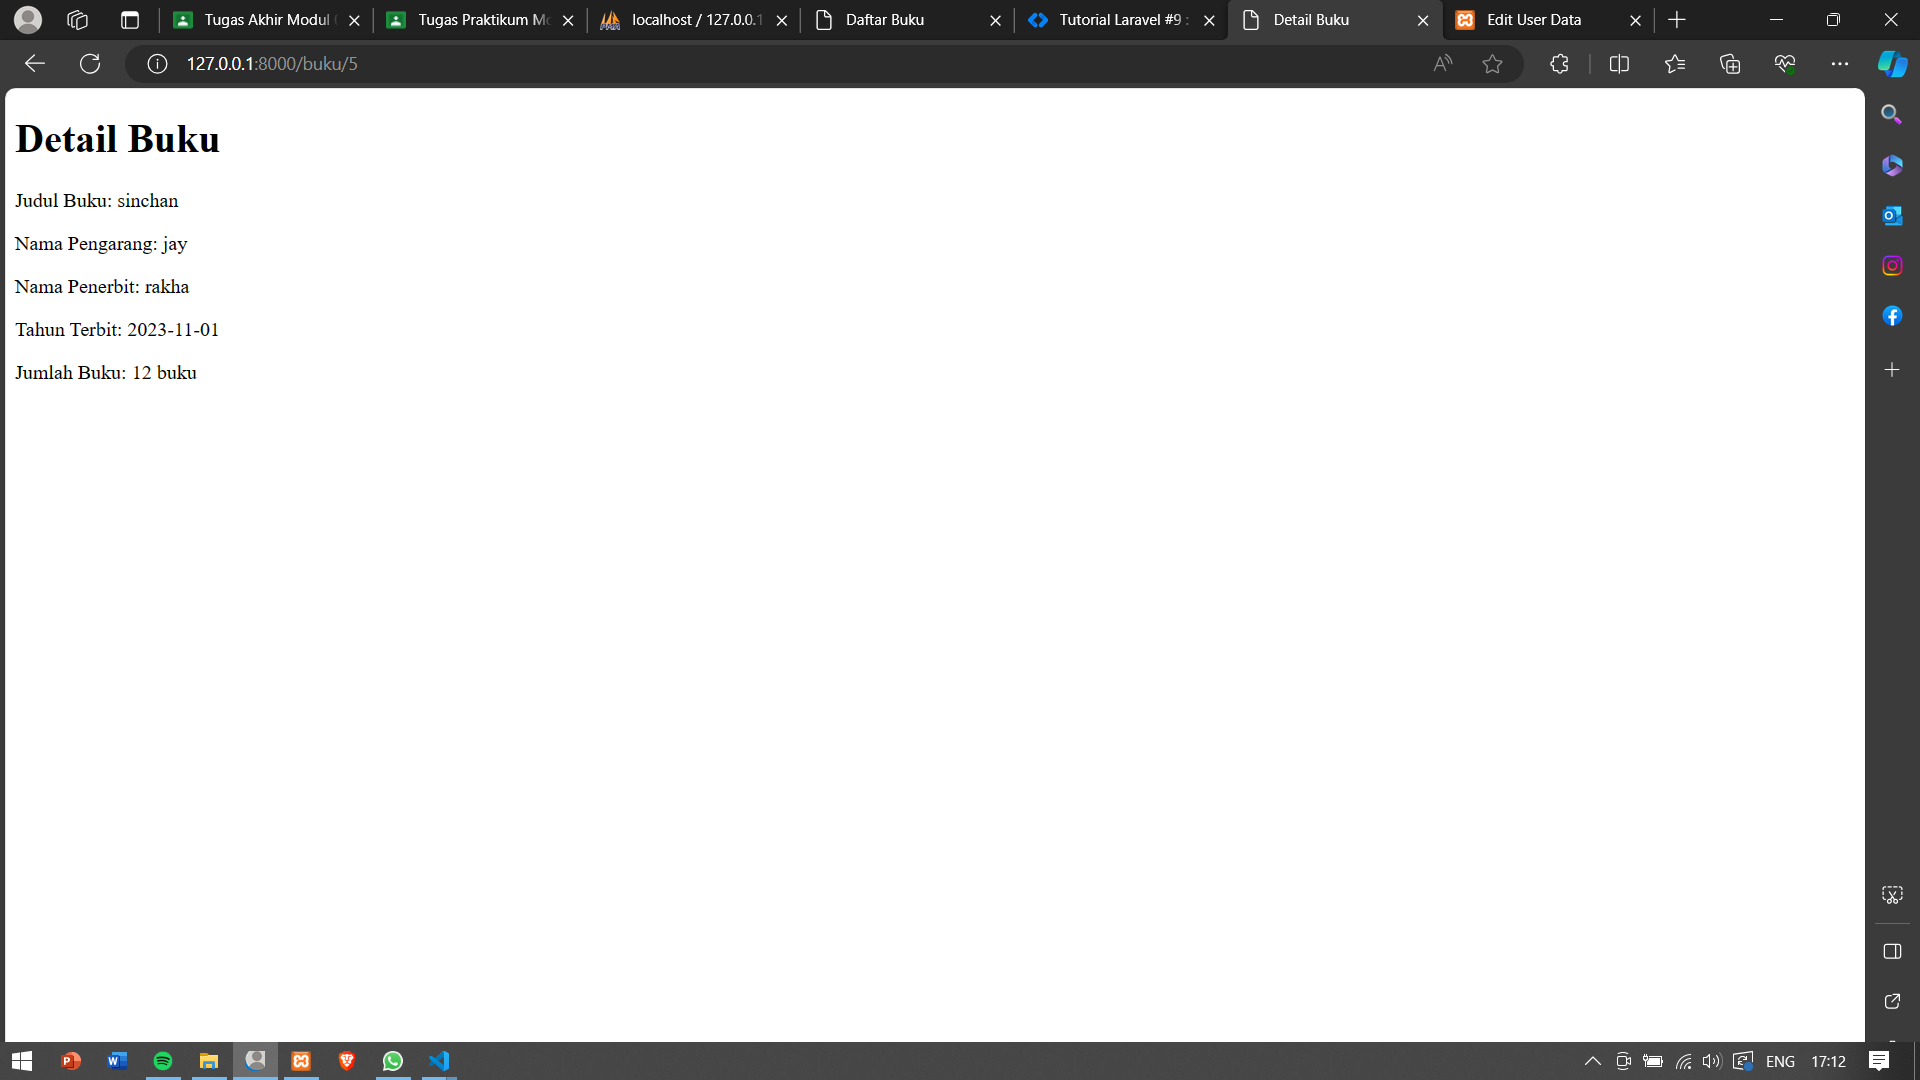 Tugas Akhir Modul
Tugas Praktikum Mo
localhost / 127.0.0.1
Daftar Buku
Tutorial Laravel #9 :
Detail Buku
Edit User Data
127.0.0.1:8000/buku/5
Detail Buku
Judul Buku: sinchan
Nama Pengarang: jay
Nama Penerbit: rakha
Tahun Terbit: 2023-11-01
Jumlah Buku: 12 buku
ENG
17:12